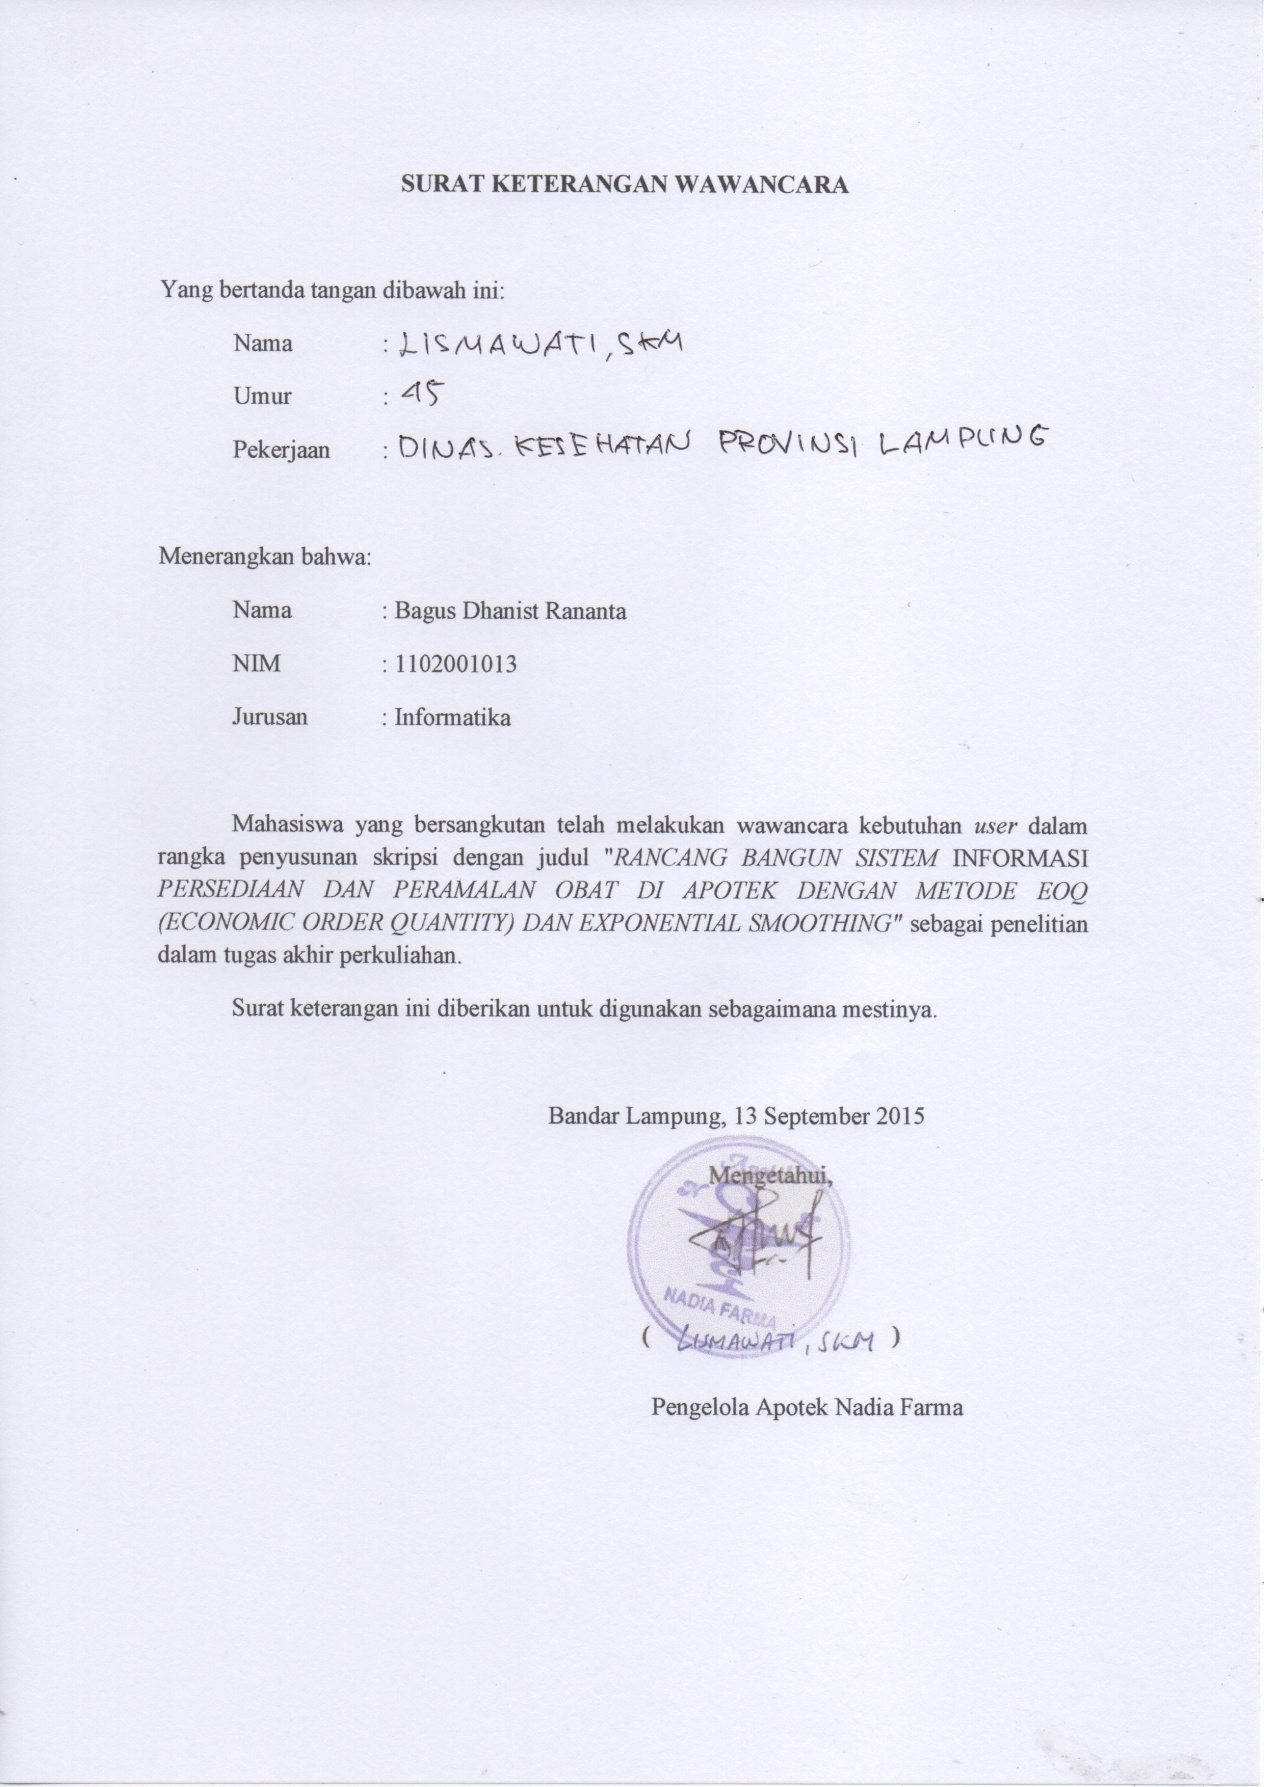 SURAT KETERANGAN WAWANCARA
Yang bertanda tangan dibawah ini:
Nama : LISMAWATI, SKM
Umur : 45
Pekerjaan : DINAS. KESEHATAN PROVINSI LAMPUNG
Menerangkan bahwa:
Nama : Bagus Dhanist Rananta
NIM : 1102001013
Jurusan : Informatika
Mahasiswa yang bersangkutan telah melakukan wawancara kebutuhan user dalam
rangka penyusunan skripsi dengan judul "RANCANG BANGUN SISTEM INFORMASI
PERSEDIAAN DAN PERAMALAN OBAT DI APOTEK DENGAN METODE EOQ
(ECONOMIC ORDER QUANTITY) DAN EXPONENTIAL SMOOTHING" sebagai penelitian
dalam tugas akhir perkuliahan.
Surat keterangan ini diberikan untuk digunakan sebagaimana mestinya.
Bandar Lampung, 13 September 2015
Mengetahui,
NADIA FARMA
( LISMAWATI, SKM )
Pengelola Apotek Nadia Farma